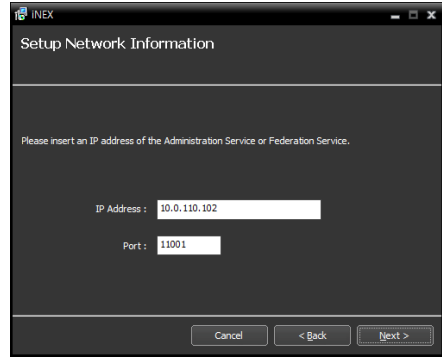 iNEX
Setup Network Information
Please insert an IP address of the Administration Service or Federation Service.
IP Address : 10.0.110.102
Port : 11001
Cancel < Back Next >